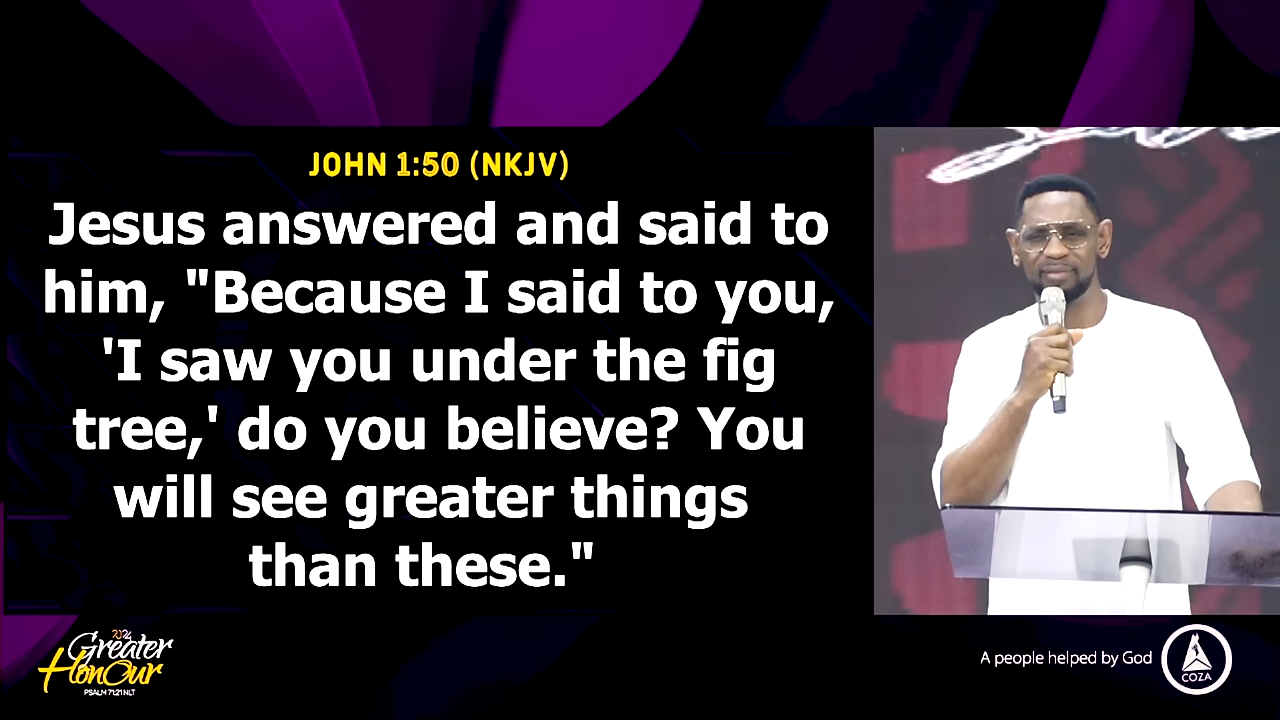 JOHN 1:50 (NKJV)
Jesus answered and said to
him, "Because I said to you,
'I saw you under the fig
tree,' do you believe? You
will see greater things
than these."
2024
Greater
HonOur
PSALM 71:21 NLT
A people helped by God
COZA